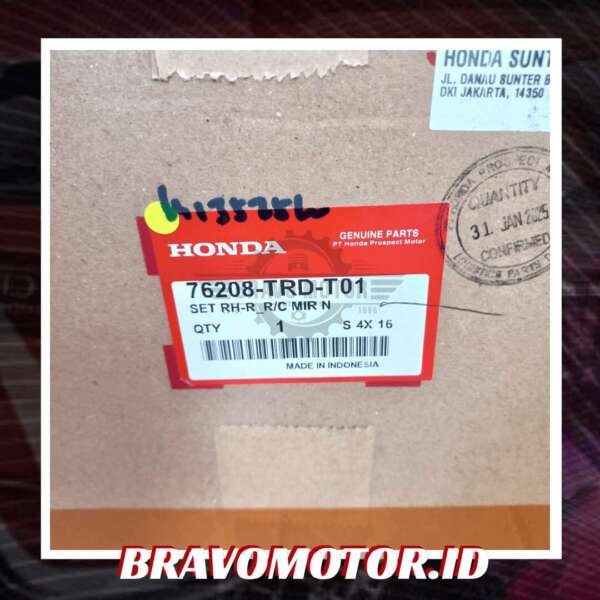 HONDA SUNT
JL. DANAU SUNTER B
DKI JAKARTA, 14350
QUANTITY
31. JAN 2025
CONFIRMED
HONDA
GENUINE PARTS
PT Honda Prospect Motor
76208-TRD-T01
SET RH-R, R/C MIR N
QTY 1 S 4X 16
MADE IN INDONESIA
BRAVOMOTOR.ID